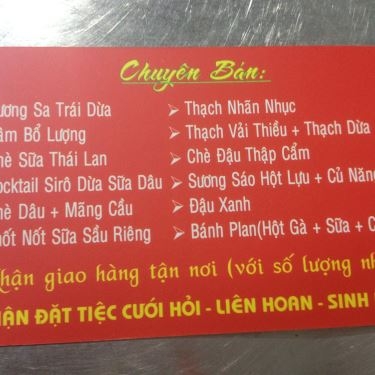 Chuyên Bán:
ương Sa Trái Dừa
âm Bổ Lượng
hè Sữa Thái Lan
ocktail Sirô Dừa Sữa Dâu
hè Dâu + Mãng Cầu
hốt Nốt Sữa Sầu Riêng
Thạch Nhãn Nhục
Thạch Vải Thiều + Thạch Dừa
Chè Đậu Thập Cẩm
Sương Sáo Hột Lựu + Củ Năng
Đậu Xanh
Bánh Plan(Hột Gà + Sữa + C
hận giao hàng tận nơi (với số lượng nh
HẬN ĐẶT TIỆC CƯỚI HỎI - LIÊN HOAN - SINH